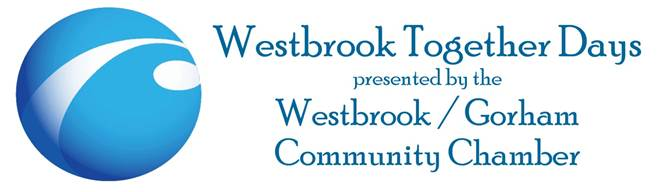 Westbrook Together Days
presented by the
Westbrook / Gorham
Community Chamber